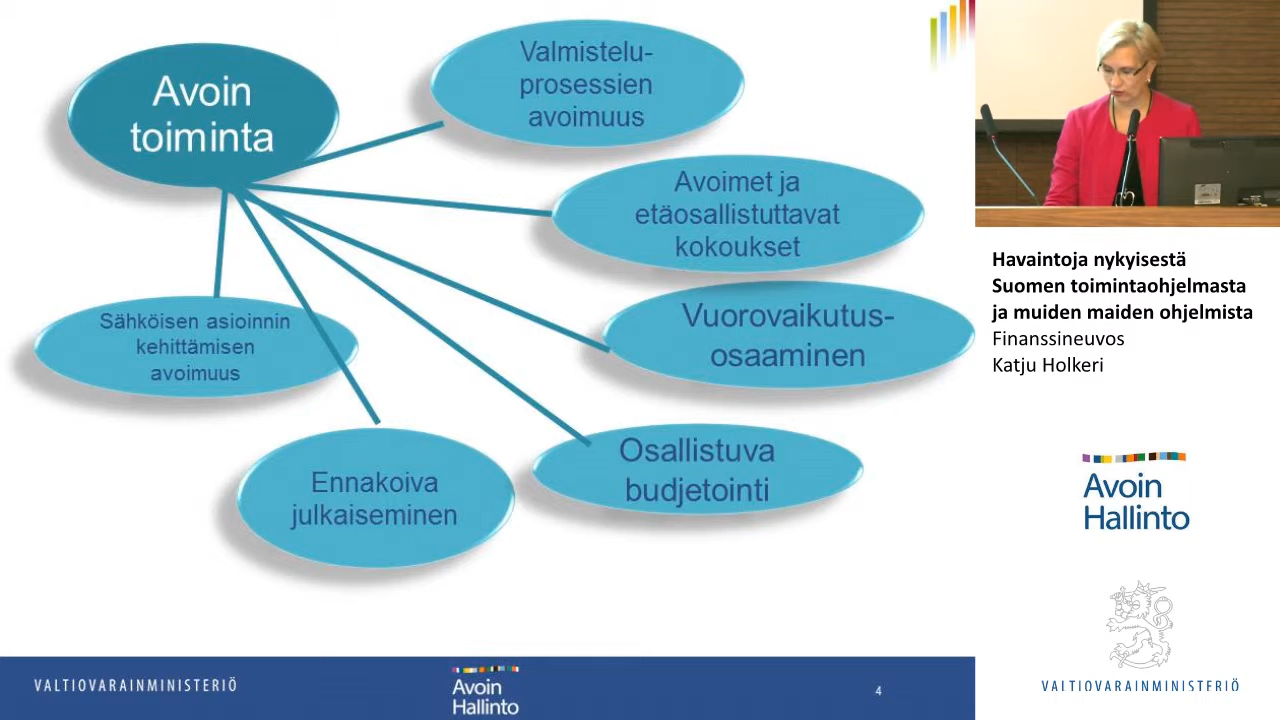 Avoin
toiminta
Valmistelu-
prosessien
avoimuus
Avoimet ja
etäosallistuttavat
kokoukset
Vuorovaikutus-
osaaminen
Osallistuva
budjetointi
Ennakoiva
julkaiseminen
Sähköisen asioinnin
kehittämisen
avoimuus
VALTIOVARAINMINISTERIÖ
Avoin
Hallinto
4
Havaintoja nykyisestä
Suomen toimintaohjelmasta
ja muiden maiden ohjelmista
Finanssineuvos
Katju Holkeri
Avoin
Hallinto
VALTIOVARAINMINISTERIÖ